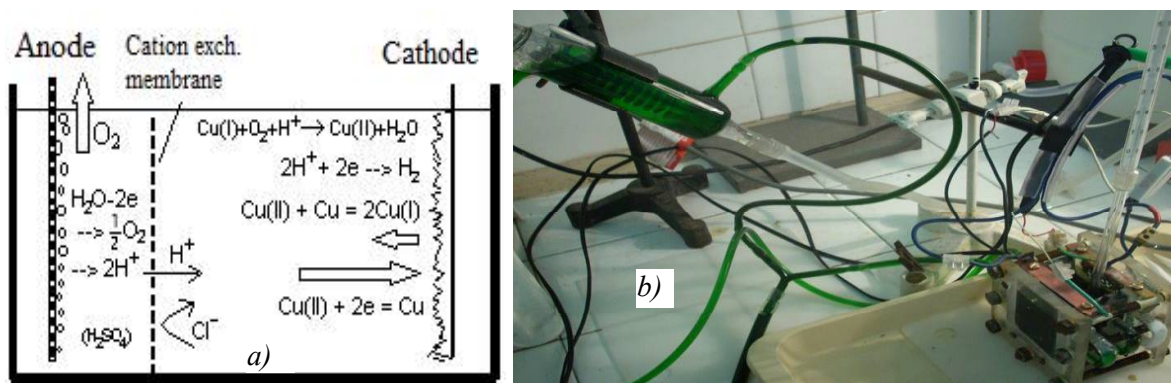 Anode
Cation exch.
membrane
Cathode
O₂
Cu(I)+O₂+H⁺→Cu(II)+H₂O
2H⁺ + 2e --> H₂
H₂O-2e
--> ½O₂
--> 2H⁺
H⁺
Cu(II) + Cu = 2Cu(I)
Cu(II) + 2e = Cu
(H₂SO₄)
Cl⁻
a)
b)